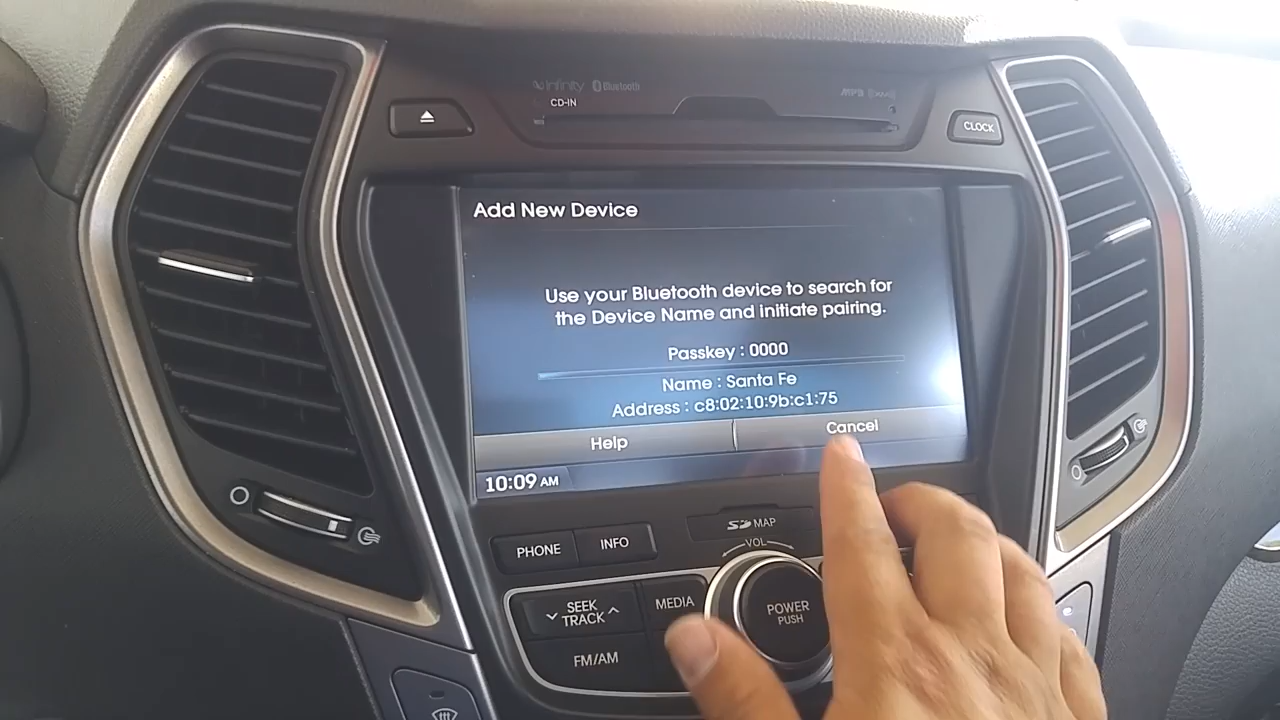 infinity Bluetooth
CD-IN
MP3
CLOCK
Add New Device
Use your Bluetooth device to search for
the Device Name and initiate pairing.
Passkey : 0000
Name : Santa Fe
Address : c8:02:10:9b:c1:75
Help
Cancel
10:09 AM
SD MAP
PHONE
INFO
VOL
SEEK
TRACK
MEDIA
POWER
PUSH
FM/AM